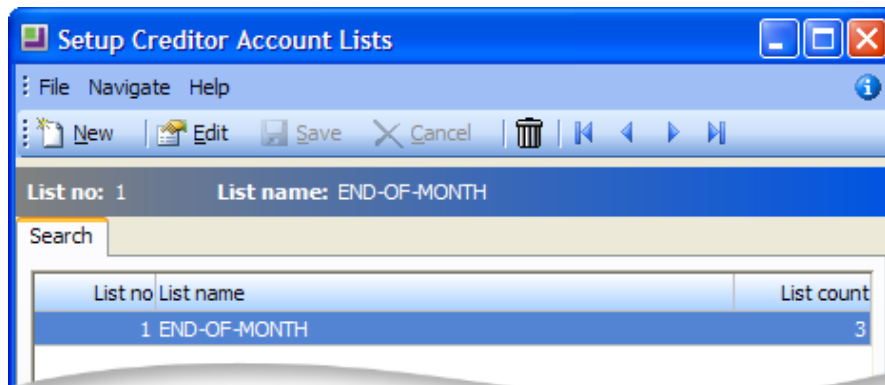 Setup Creditor Account Lists
File Navigate Help
New Edit Save Cancel
List no: 1 List name: END-OF-MONTH
Search
List no List name List count
1 END-OF-MONTH 3